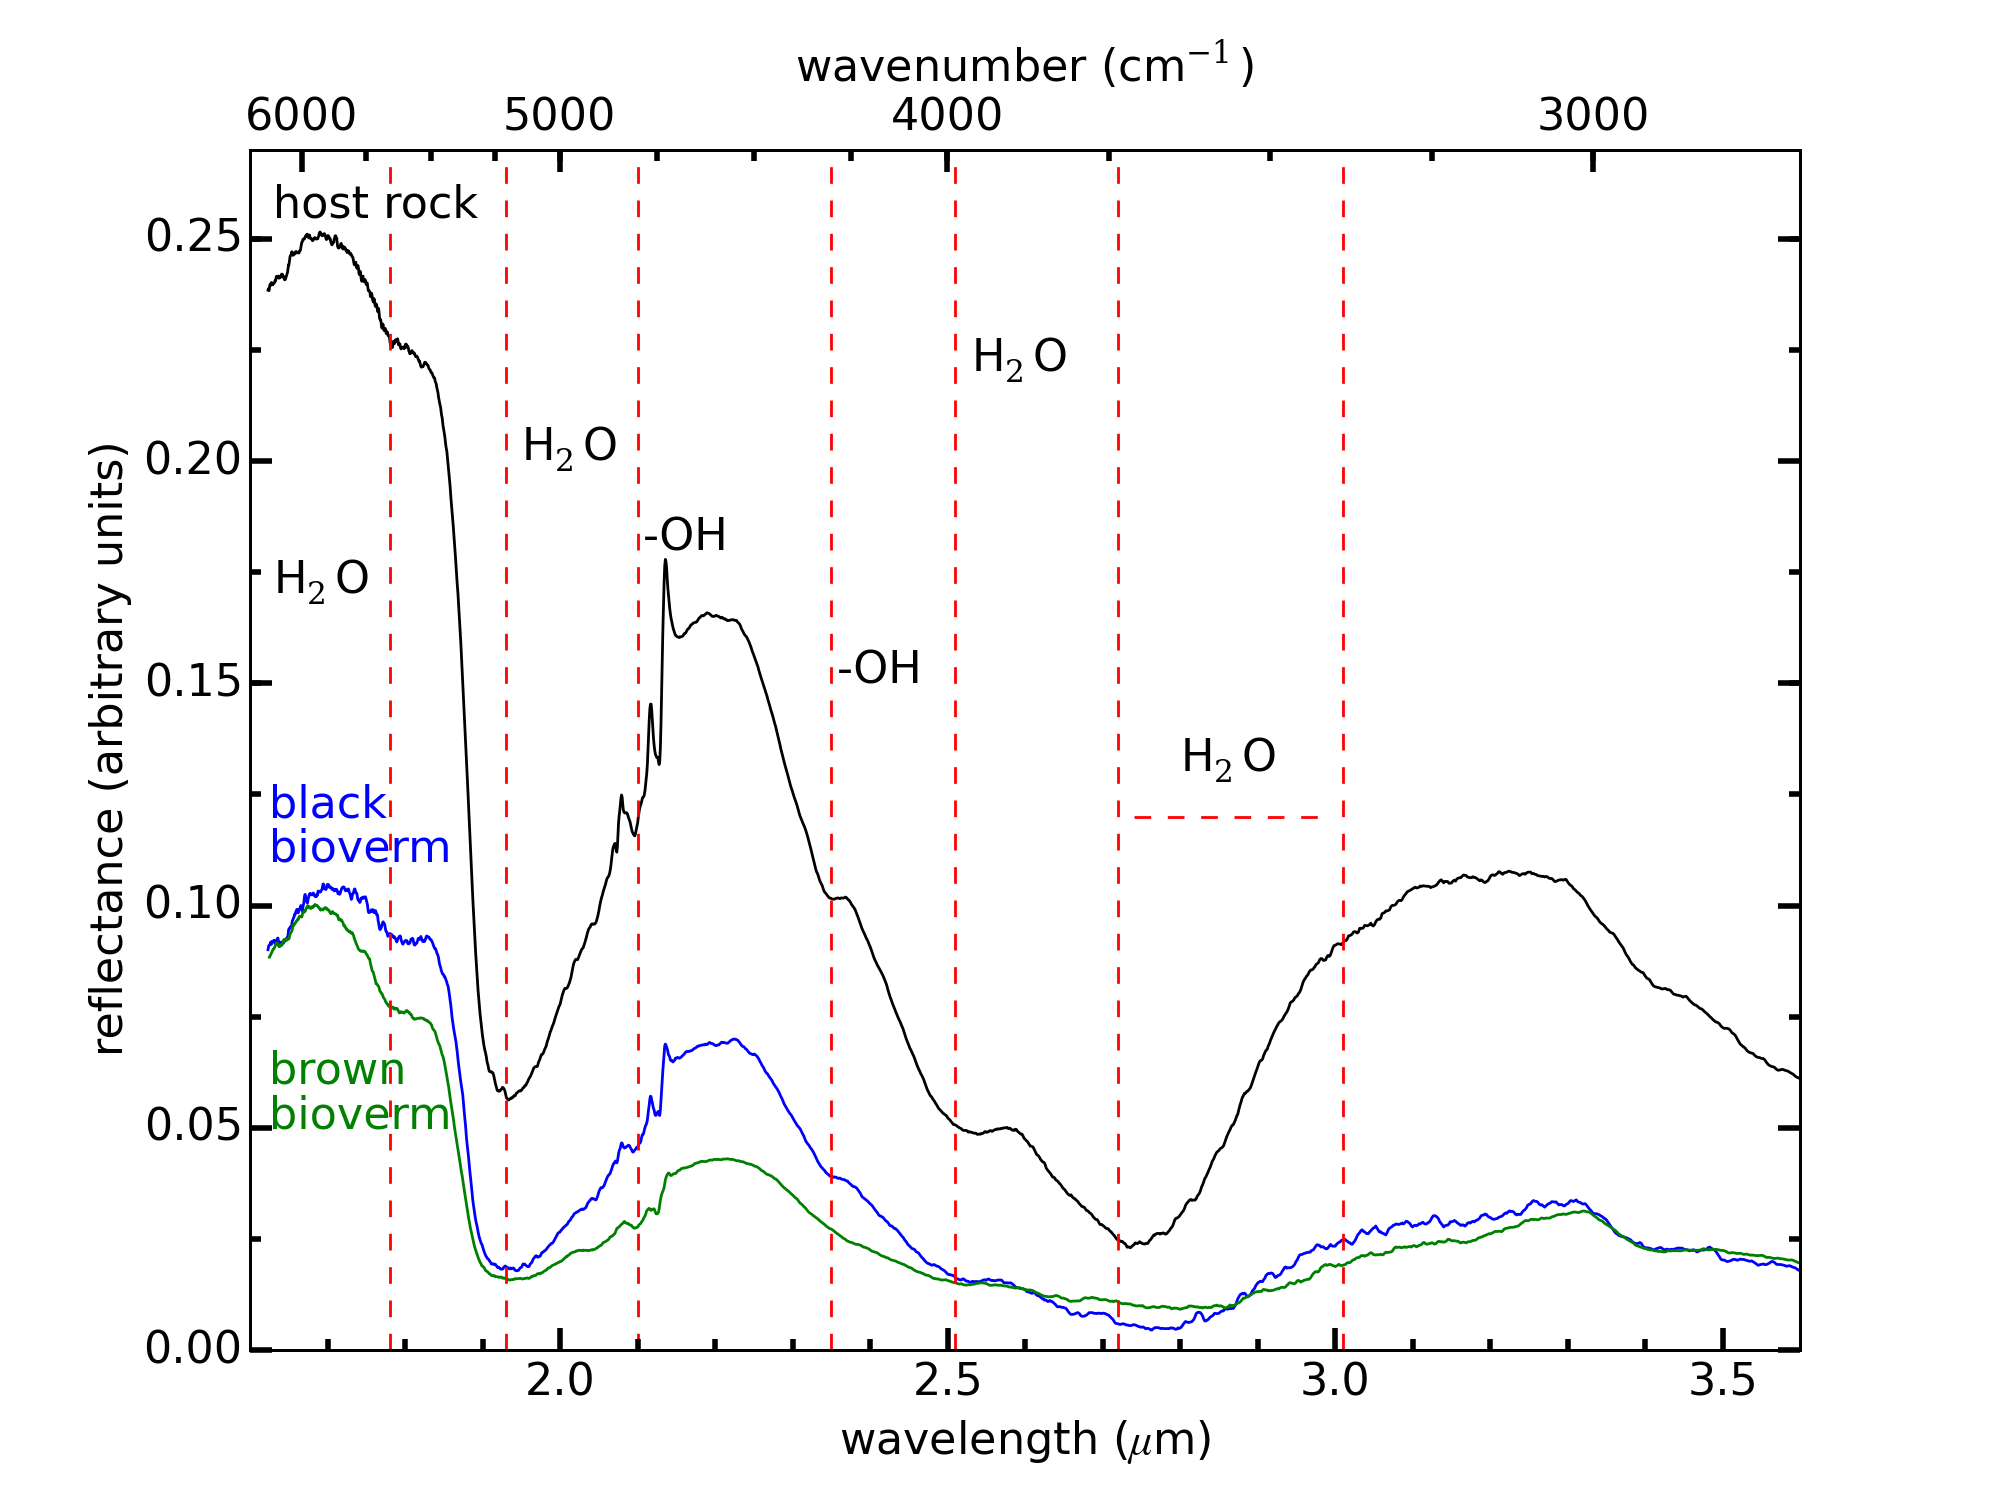 wavenumber (cm⁻¹)
6000 5000 4000 3000
host rock
0.25
H₂O
0.20 H₂O
-OH
H₂O
-OH
0.15
H₂O
black
bioverm
0.10
brown
bioverm
0.05
0.00
2.0 2.5 3.0 3.5
wavelength (μm)
reflectance (arbitrary units)